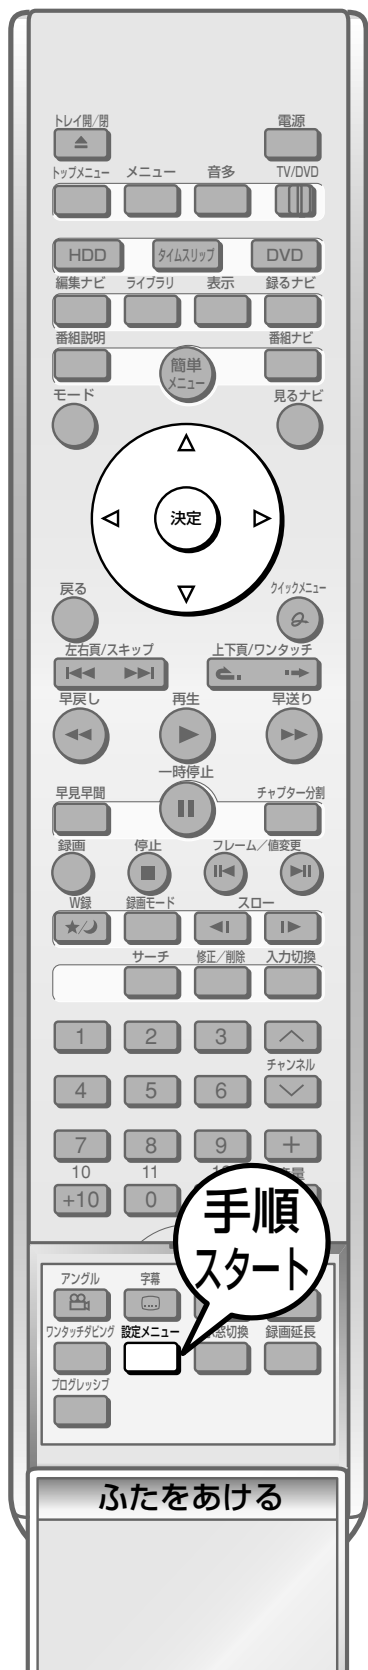 トレイ開/閉 電源
トップメニュー メニュー 音多 TV/DVD
HDD タイムスリップ DVD
編集ナビ ライブラリ 表示 録るナビ
番組説明 番組ナビ
簡単
メニュー
モード 見るナビ
決定
戻る クイックメニュー
左右頁/スキップ 上下頁/ワンタッチ
早戻し 再生 早送り
一時停止
早見早聞 チャプター分割
録画 停止 フレーム/値変更
W録 録画モード スロー
サーチ 修正/削除 入力切換
1 2 3
チャンネル
4 5 6
7 8 9 +
10 11
+10 0
手順
スタート
アングル 字幕
ワンタッチダビング 設定メニュー 窓切換 録画延長
プログレッシブ
ふたをあける